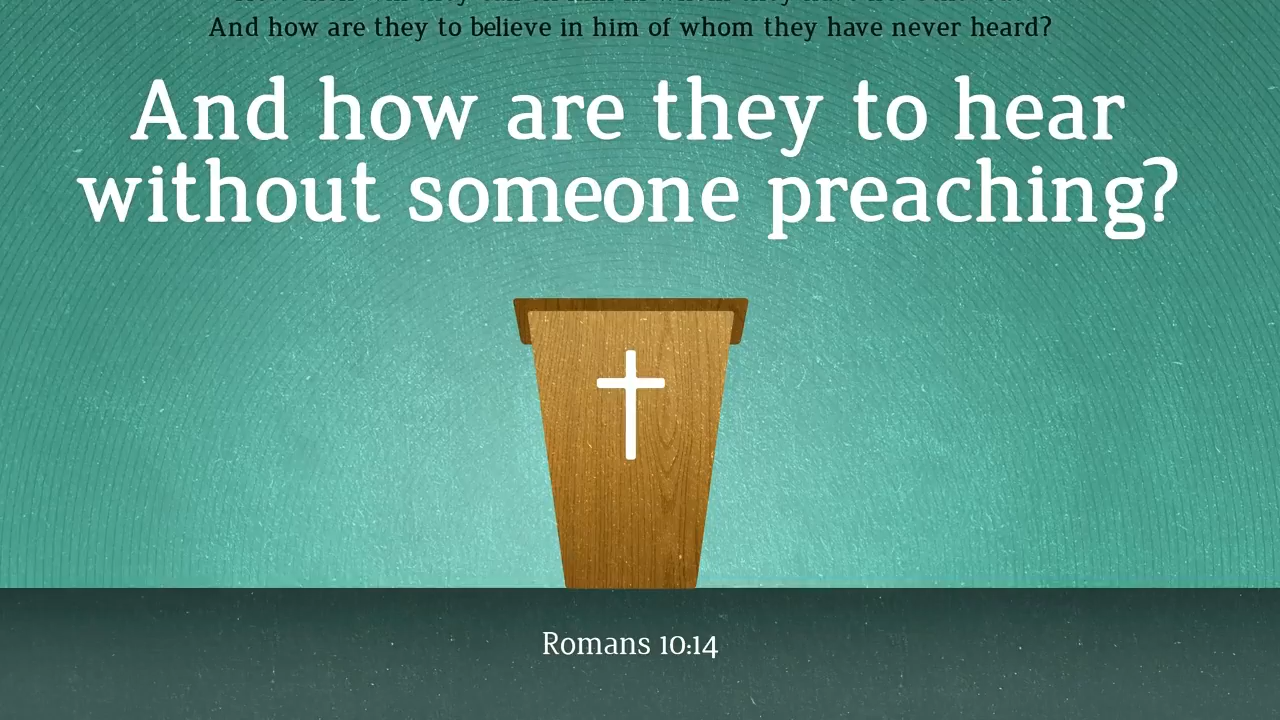 And how are they to believe in him of whom they have never heard?
And how are they to hear
without someone preaching?
Romans 10:14